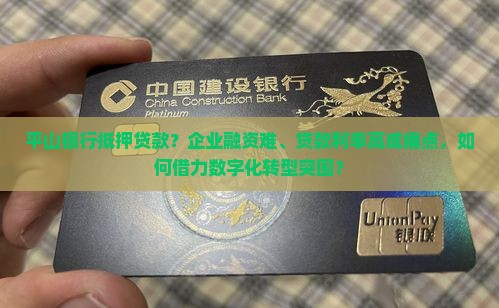 中国建设银行
China Construction Bank
Platinum
平山银行抵押贷款？企业融资难、贷款利率高成痛点，如
何借力数字化转型突围？
UnionPay
银联